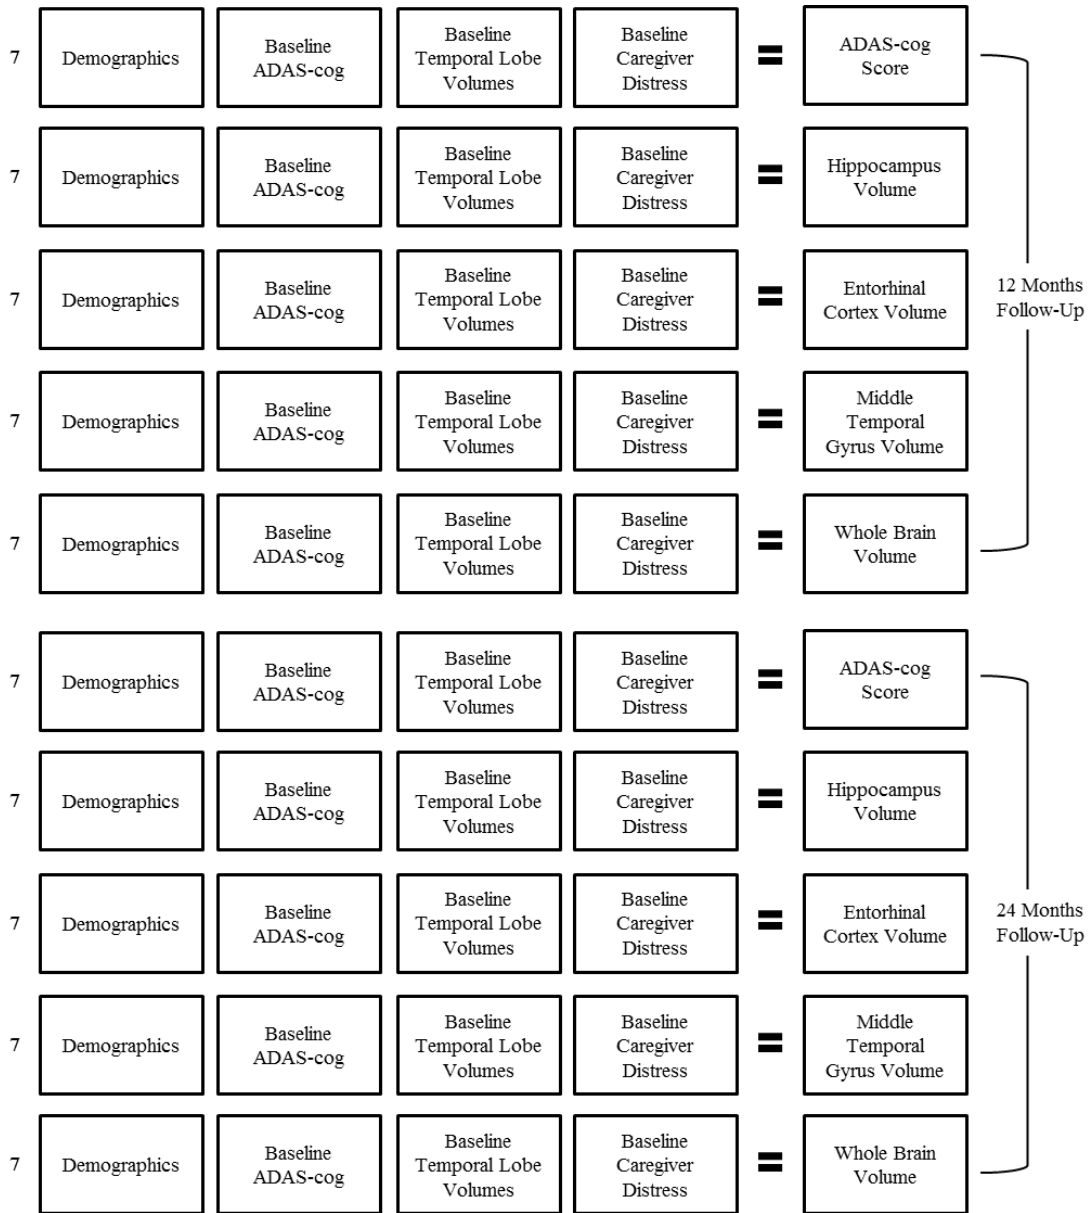 7
Demographics
Baseline
ADAS-cog
Baseline
Temporal Lobe
Volumes
Baseline
Caregiver
Distress
=
ADAS-cog
Score
7
Demographics
Baseline
ADAS-cog
Baseline
Temporal Lobe
Volumes
Baseline
Caregiver
Distress
=
Hippocampus
Volume
7
Demographics
Baseline
ADAS-cog
Baseline
Temporal Lobe
Volumes
Baseline
Caregiver
Distress
=
Entorhinal
Cortex Volume
7
Demographics
Baseline
ADAS-cog
Baseline
Temporal Lobe
Volumes
Baseline
Caregiver
Distress
=
Middle
Temporal
Gyrus Volume
7
Demographics
Baseline
ADAS-cog
Baseline
Temporal Lobe
Volumes
Baseline
Caregiver
Distress
=
Whole Brain
Volume
12 Months
Follow-Up
7
Demographics
Baseline
ADAS-cog
Baseline
Temporal Lobe
Volumes
Baseline
Caregiver
Distress
=
ADAS-cog
Score
7
Demographics
Baseline
ADAS-cog
Baseline
Temporal Lobe
Volumes
Baseline
Caregiver
Distress
=
Hippocampus
Volume
7
Demographics
Baseline
ADAS-cog
Baseline
Temporal Lobe
Volumes
Baseline
Caregiver
Distress
=
Entorhinal
Cortex Volume
7
Demographics
Baseline
ADAS-cog
Baseline
Temporal Lobe
Volumes
Baseline
Caregiver
Distress
=
Middle
Temporal
Gyrus Volume
7
Demographics
Baseline
ADAS-cog
Baseline
Temporal Lobe
Volumes
Baseline
Caregiver
Distress
=
Whole Brain
Volume
24 Months
Follow-Up